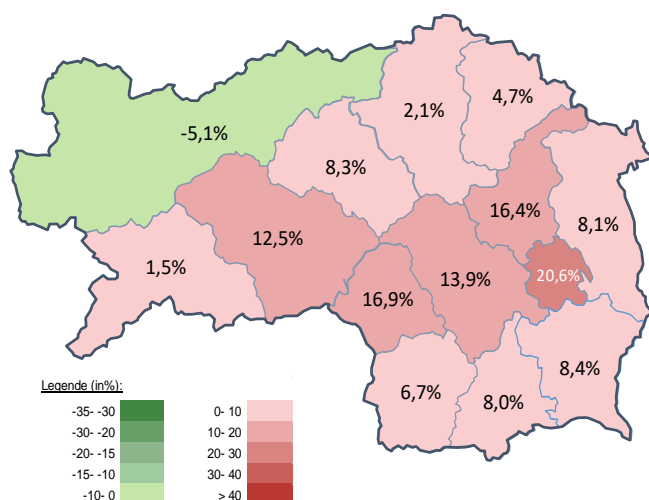 4,7%
2,1%
-5,1%
8,3%
16,4%
8,1%
12,5%
1,5%
13,9%
20,6%
16,9%
8,4%
6,7%
8,0%
Legende (in%):
-35- -30 0- 10
-30- -20 10- 20
-20- -15 20- 30
-15- -10 30- 40
-10- 0 > 40